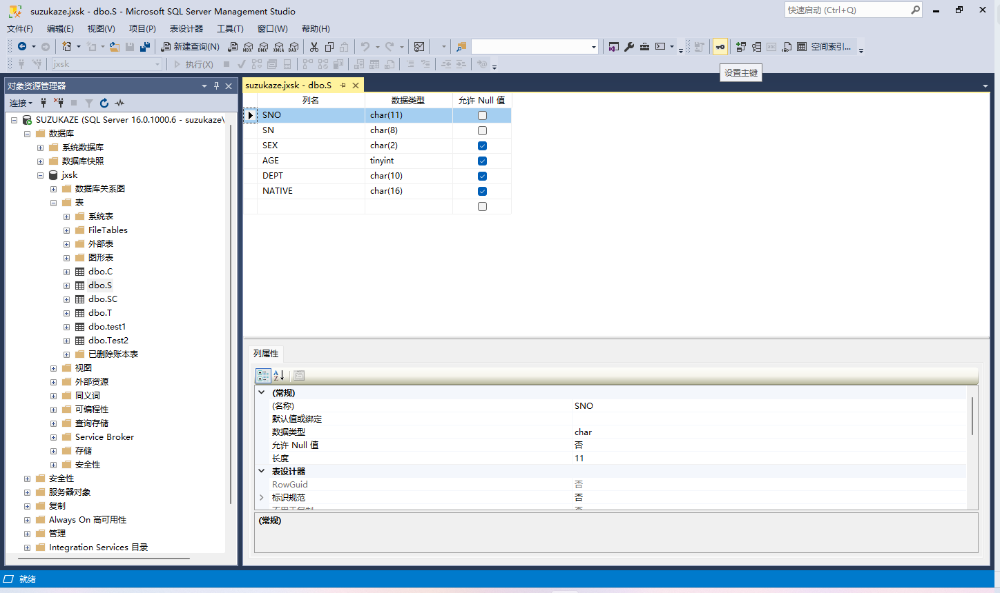 suzukaze.jxsk - dbo.S - Microsoft SQL Server Management Studio
快速启动 (Ctrl+Q)
文件(F) 编辑(E) 视图(V) 项目(P) 表设计器 工具(T) 窗口(W) 帮助(H)
新建查询(N) MDX DMX XMLA DAX 空间索引...
jxsk 执行(X)
设置主键
对象资源管理器
连接
SUZUKAZE (SQL Server 16.0.1000.6 - suzukaze\
数据库
系统数据库
数据库快照
jxsk
数据库关系图
表
系统表
FileTables
外部表
图形表
dbo.C
dbo.S
dbo.SC
dbo.T
dbo.test1
dbo.Test2
已删除账本表
视图
外部资源
同义词
可编程性
查询存储
Service Broker
存储
安全性
安全性
服务器对象
复制
Always On 高可用性
管理
Integration Services 目录
suzukaze.jxsk - dbo.S
列名 数据类型 允许 Null 值
SNO char(11)
SN char(8)
SEX char(2)
AGE tinyint
DEPT char(10)
NATIVE char(16)
列属性
(常规)
(名称) SNO
默认值或绑定
数据类型 char
允许 Null 值 否
长度 11
表设计器
RowGuid 否
标识规范 否
(常规)
就绪